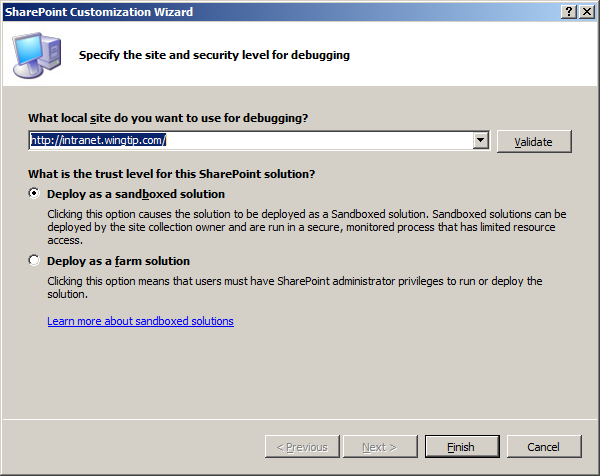 SharePoint Customization Wizard
Specify the site and security level for debugging
What local site do you want to use for debugging?
http://intranet.wingtip.com/
Validate
What is the trust level for this SharePoint solution?
Deploy as a sandboxed solution
Clicking this option causes the solution to be deployed as a Sandboxed solution. Sandboxed solutions can be
deployed by the site collection owner and are run in a secure, monitored process that has limited resource
access.
Deploy as a farm solution
Clicking this option means that users must have SharePoint administrator privileges to run or deploy the
solution.
Learn more about sandboxed solutions
< Previous
Next >
Finish
Cancel